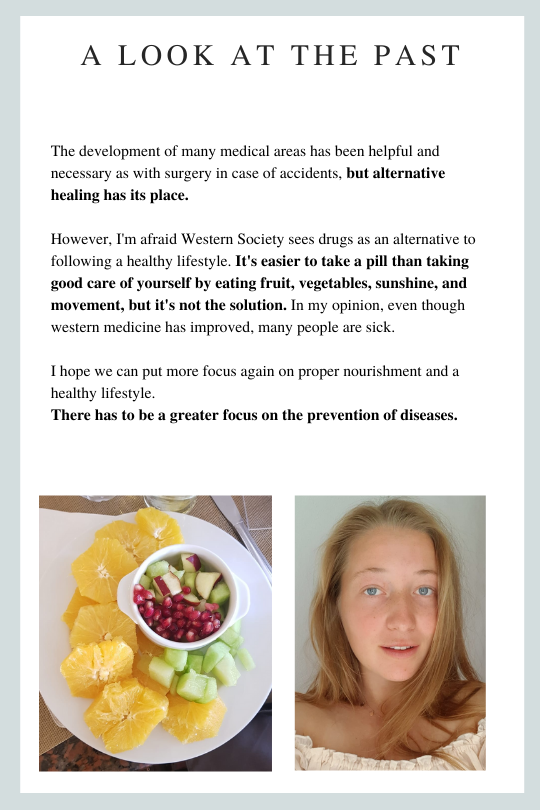 A LOOK AT THE PAST
The development of many medical areas has been helpful and
necessary as with surgery in case of accidents, but alternative
healing has its place.
However, I'm afraid Western Society sees drugs as an alternative to
following a healthy lifestyle. It's easier to take a pill than taking
good care of yourself by eating fruit, vegetables, sunshine, and
movement, but it's not the solution. In my opinion, even though
western medicine has improved, many people are sick.
I hope we can put more focus again on proper nourishment and a
healthy lifestyle.
There has to be a greater focus on the prevention of diseases.